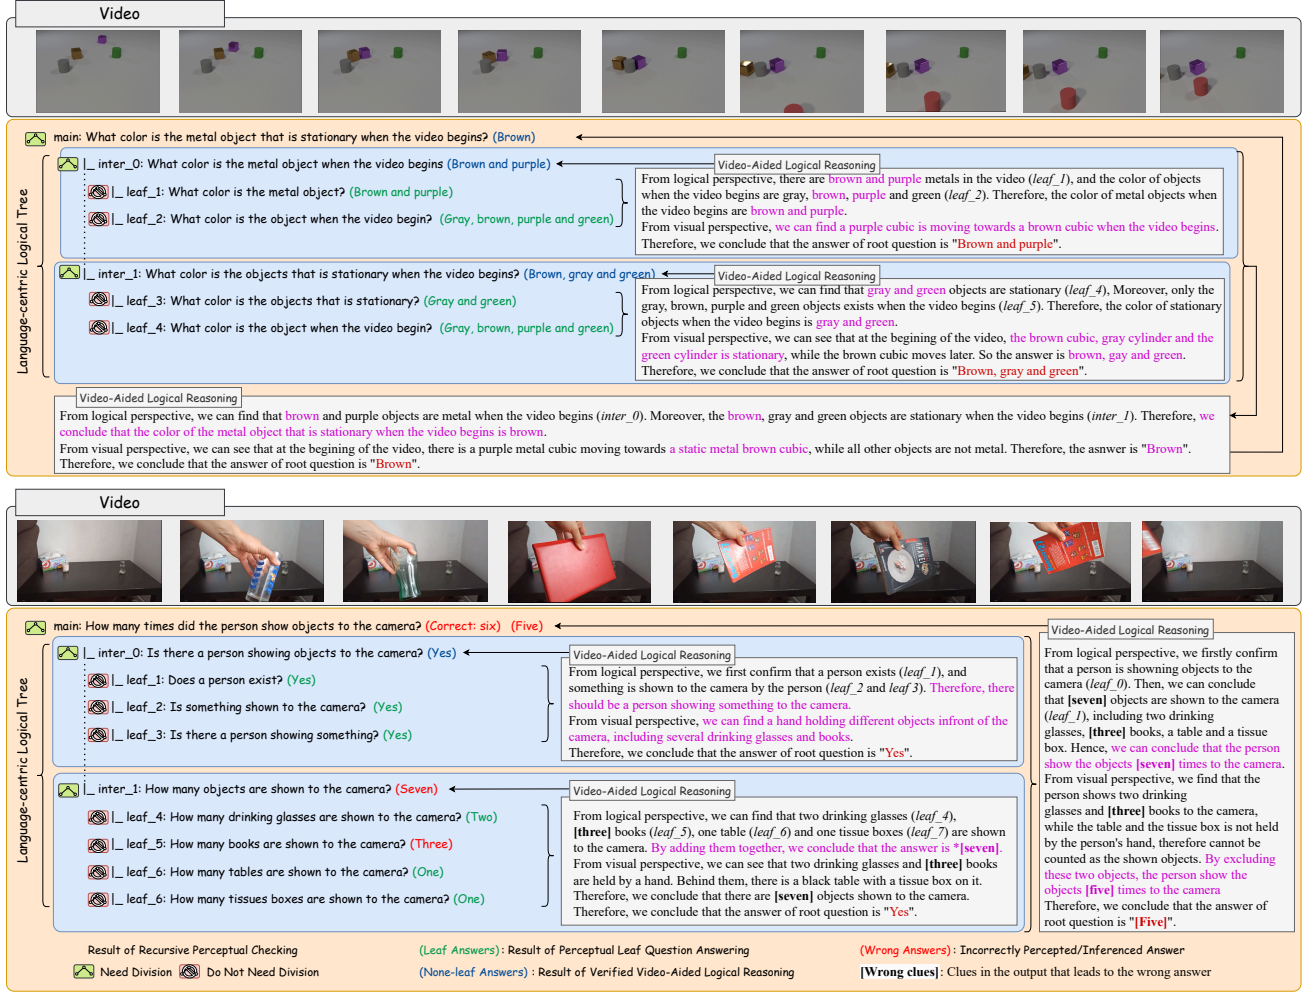 Video
main: What color is the metal object that is stationary when the video begins? (Brown)
Language-centric Logical Tree
|_ inter_0: What color is the metal object when the video begins (Brown and purple)
|_ leaf_1: What color is the metal object? (Brown and purple)
|_ leaf_2: What color is the object when the video begin? (Gray, brown, purple and green)
Video-Aided Logical Reasoning
From logical perspective, there are brown and purple metals in the video (leaf_1), and the color of objects
when the video begins are gray, brown, purple and green (leaf_2). Therefore, the color of metal objects when
the video begins are brown and purple.
From visual perspective, we can find a purple cubic is moving towards a brown cubic when the video begins.
Therefore, we conclude that the answer of root question is "Brown and purple".
|_ inter_1: What color is the objects that is stationary when the video begins? (Brown, gray and green)
|_ leaf_3: What color is the objects that is stationary? (Gray and green)
|_ leaf_4: What color is the object when the video begin? (Gray, brown, purple and green)
Video-Aided Logical Reasoning
From logical perspective, we can find that gray and green objects are stationary (leaf_4), Moreover, only the
gray, brown, purple and green objects exists when the video begins (leaf_5). Therefore, the color of stationary
objects when the video begins is gray and green.
From visual perspective, we can see that at the begining of the video, the brown cubic, gray cylinder and the
green cylinder is stationary, while the brown cubic moves later. So the answer is brown, gay and green.
Therefore, we conclude that the answer of root question is "Brown, gray and green".
Video-Aided Logical Reasoning
From logical perspective, we can find that brown and purple objects are metal when the video begins (inter_0). Moreover, the brown, gray and green objects are stationary when the video begins (inter_1). Therefore, we
conclude that the color of the metal object that is stationary when the video begins is brown.
From visual perspective, we can see that at the begining of the video, there is a purple metal cubic moving towards a static metal brown cubic, while all other objects are not metal. Therefore, the asnwer is "Brown".
Therefore, we conclude that the answer of root question is "Brown".
Video
main: How many times did the person show objects to the camera? (Correct: six) (Five)
Language-centric Logical Tree
|_ inter_0: Is there a person showing objects to the camera? (Yes)
|_ leaf_1: Does a person exist? (Yes)
|_ leaf_2: Is something shown to the camera? (Yes)
|_ leaf_3: Is there a person showing something? (Yes)
Video-Aided Logical Reasoning
From logical perspective, we first confirm that a person exists (leaf_1), and
something is shown to the camera by the person (leaf_2 and leaf 3). Therefore, there
should be a person showing something to the camera.
From visual perspective, we can find a hand holding different objects infront of the
camera, including several drinking glasses and books.
Therefore, we conclude that the answer of root question is "Yes".
|_ inter_1: How many objects are shown to the camera? (Seven)
|_ leaf_4: How many drinking glasses are shown to the camera? (Two)
|_ leaf_5: How many books are shown to the camera? (Three)
|_ leaf_6: How many tables are shown to the camera? (One)
|_ leaf_6: How many tissues boxes are shown to the camera? (One)
Video-Aided Logical Reasoning
From logical perspective, we can find that two drinking glasses (leaf_4),
[three] books (leaf_5), one table (leaf_6) and one tissue boxes (leaf_7) are shown
to the camera. By adding them together, we conclude that the answer is *[seven].
From visual perspective, we can see that two drinking glasses and [three] books
are held by a hand. Behind them, there is a black table with a tissue box on it.
Therefore, we conclude that there are [seven] objects shown to the camera.
Therefore, we conclude that the answer of root question is "Yes".
Video-Aided Logical Reasoning
From logical perspective, we firstly confirm
that a person is showning objects to the
camera (leaf_0). Then, we can conclude
that [seven] objects are shown to the camera
(leaf_1), including two drinking
glasses, [three] books, a table and a tissue
box. Hence, we can conclude that the person
show the objects [seven] times to the camera.
From visual perspective, we find that the
person shows two drinking
glasses and [three] books to the camera,
while the table and the tissue box is not held
by the person's hand, therefore cannot be
counted as the shown objects. By excluding
these two objects, the person show the
objects [five] times to the camera
Therefore, we conclude that the answer of
root question is "[Five]".
Result of Recursive Perceptual Checking
Need Division
Do Not Need Division
(Leaf Answers) : Result of Perceptual Leaf Question Answering
(None-leaf Answers) : Result of Verified Video-Aided Logical Reasoning
(Wrong Answers) : Incorrectly Percepted/Inferenced Answer
[Wrong clues] : Clues in the output that leads to the wrong answer